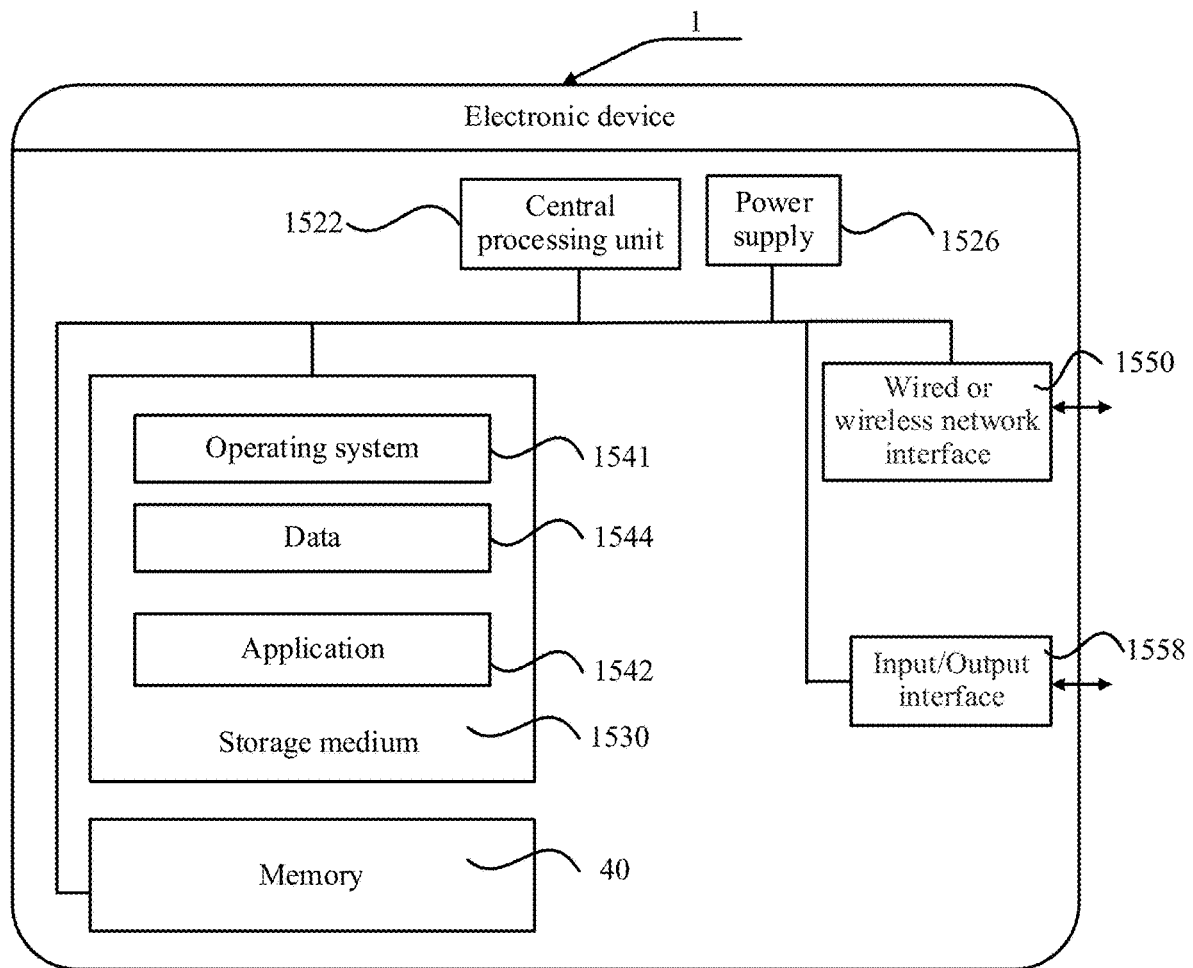 1
Electronic device
1522
Central
processing unit
Power
supply
1526
1550
Wired or
wireless network
interface
Operating system
1541
Data
1544
Application
1542
1558
Input/Output
interface
Storage medium
1530
Memory
40